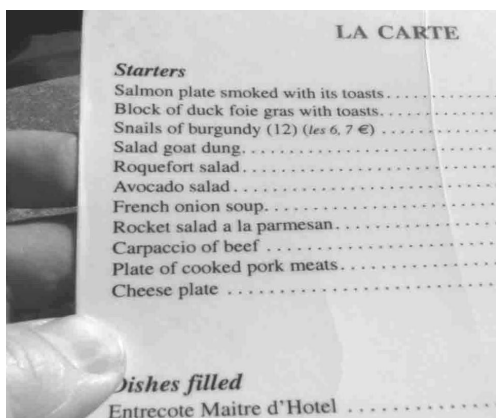 LA CARTE
Starters
Salmon plate smoked with its toasts
Block of duck foie gras with toasts
Snails of burgundy (12) (les 6, 7 €)
Salad goat dung
Roquefort salad
Avocado salad
French onion soup
Rocket salad a la parmesan
Carpaccio of beef
Plate of cooked pork meats
Cheese plate
Dishes filled
Entrecote Maitre d'Hotel